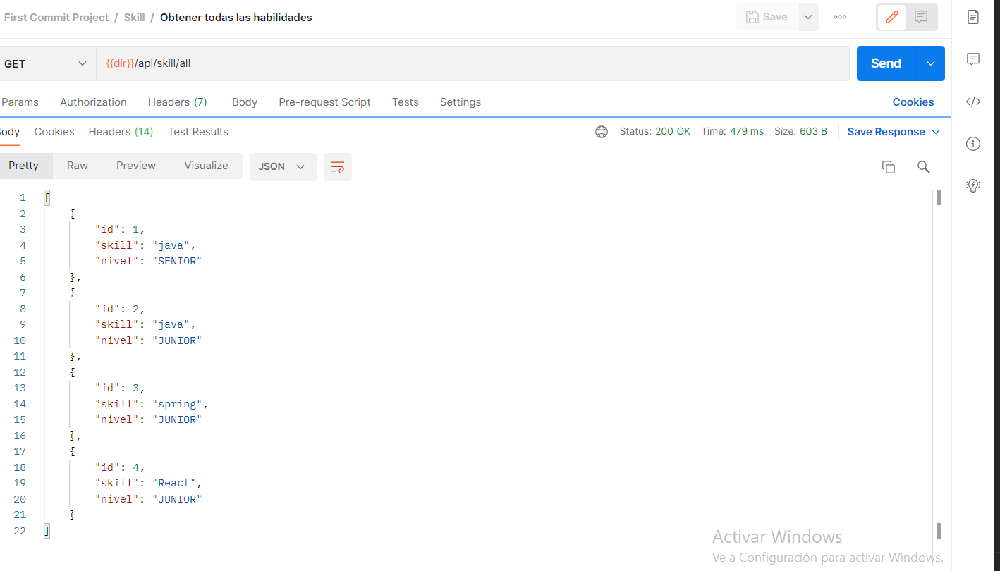 First Commit Project / Skill / Obtener todas las habilidades
Save
GET
{{dir}}/api/skill/all
Send
Params Authorization Headers (7) Body Pre-request Script Tests Settings Cookies
ody Cookies Headers (14) Test Results
Status: 200 OK Time: 479 ms Size: 603 B Save Response
Pretty Raw Preview Visualize JSON
1 [
2 {
3 "id": 1,
4 "skill": "java",
5 "nivel": "SENIOR"
6 },
7 {
8 "id": 2,
9 "skill": "java",
10 "nivel": "JUNIOR"
11 },
12 {
13 "id": 3,
14 "skill": "spring",
15 "nivel": "JUNIOR"
16 },
17 {
18 "id": 4,
19 "skill": "React",
20 "nivel": "JUNIOR"
21 }
22 ]
Activar Windows
Ve a Configuración para activar Windows.